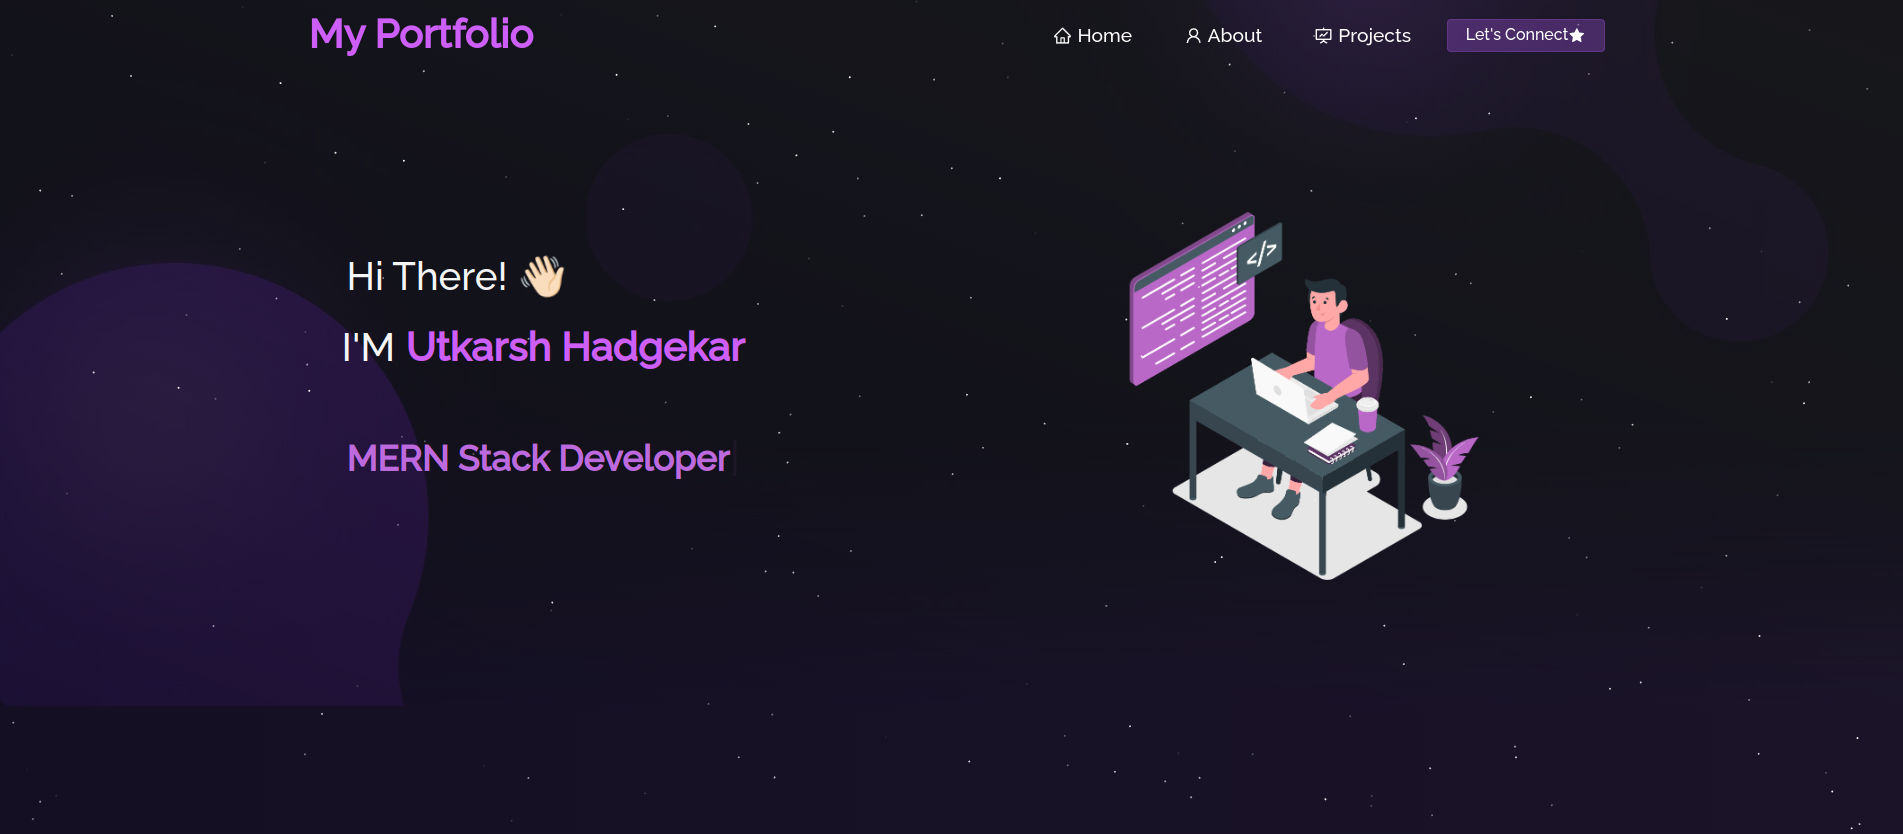 My Portfolio
Home
About
Projects
Let's Connect
Hi There! 👋🏻
I'M Utkarsh Hadgekar
MERN Stack Developer
</>